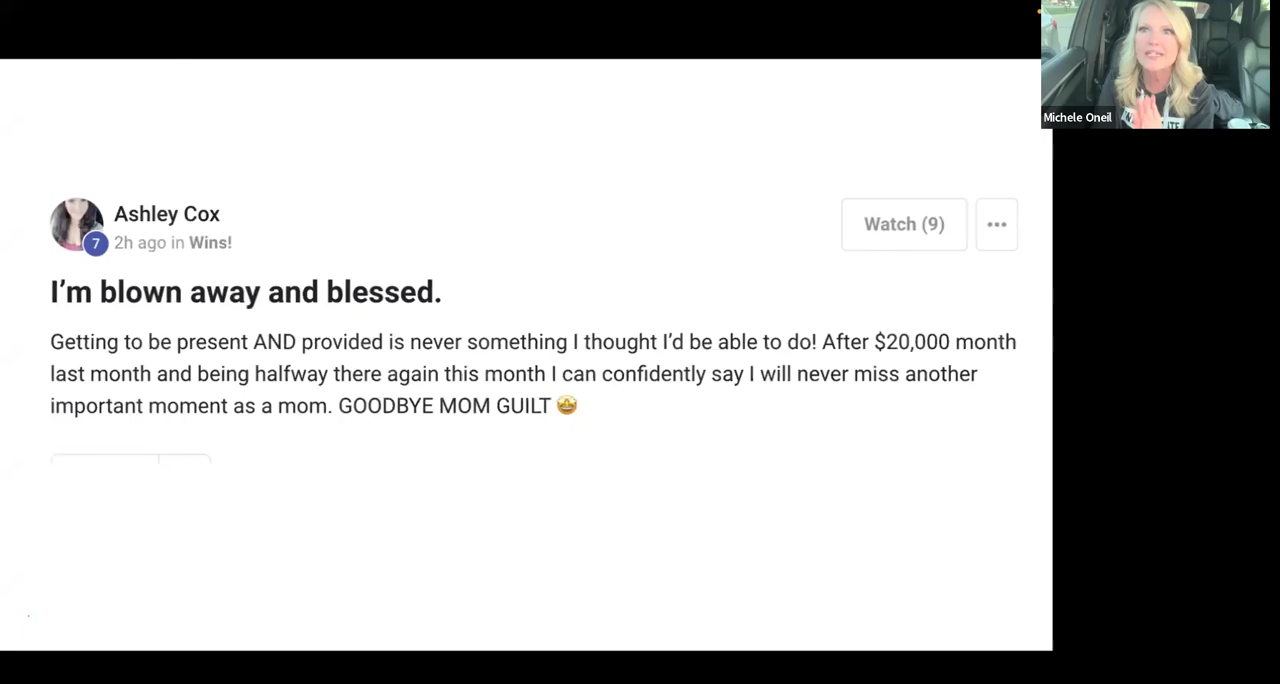 Michele Oneil
Ashley Cox
7
2h ago in Wins!
Watch (9)
I’m blown away and blessed.
Getting to be present AND provided is never something I thought I’d be able to do! After $20,000 month
last month and being halfway there again this month I can confidently say I will never miss another
important moment as a mom. GOODBYE MOM GUILT 🤩